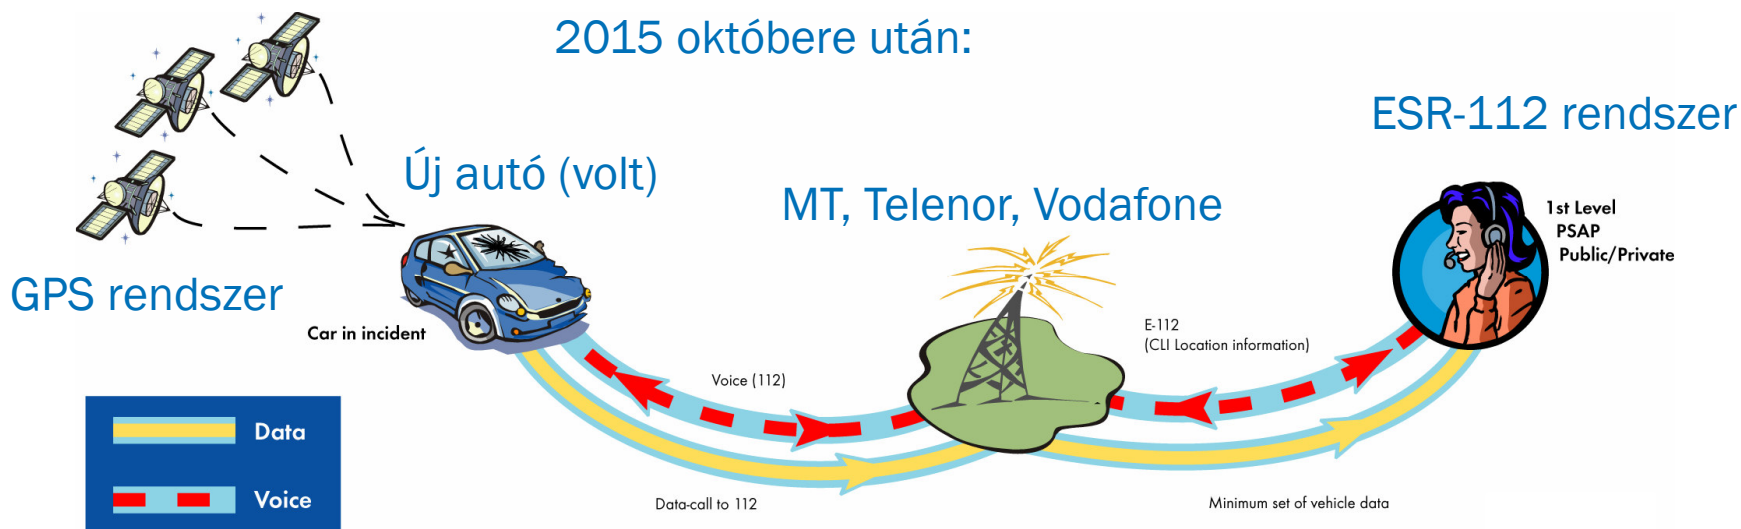 2015 októbere után:
ESR-112 rendszer
Új autó (volt)
MT, Telenor, Vodafone
1st Level
PSAP
Public/Private
GPS rendszer
Car in incident
E-112
(CLI Location information)
Voice (112)
Data
Voice
Data-call to 112
Minimum set of vehicle data